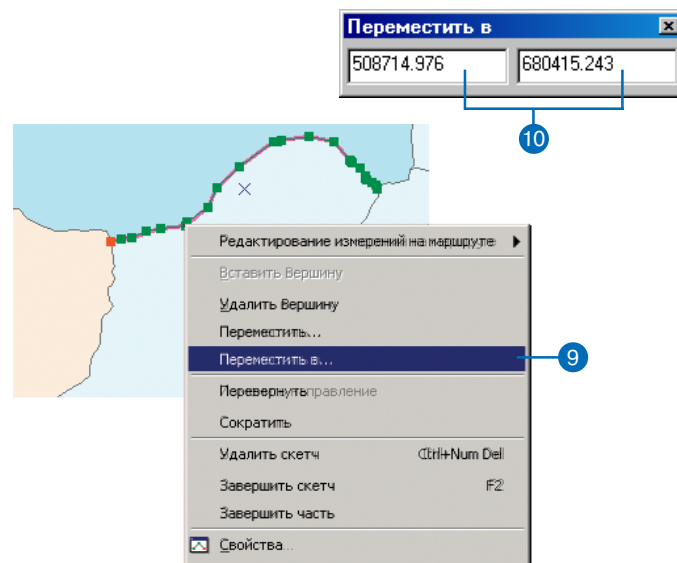 Переместить в
508714.976 680415.243
10
Редактирование измерений на маршруте
Вставить Вершину
Удалить Вершину
Переместить...
Переместить в...
9
Перевернуть
Сократить
Удалить скетч Ctrl+Num Del
Завершить скетч F2
Завершить часть
Свойства...